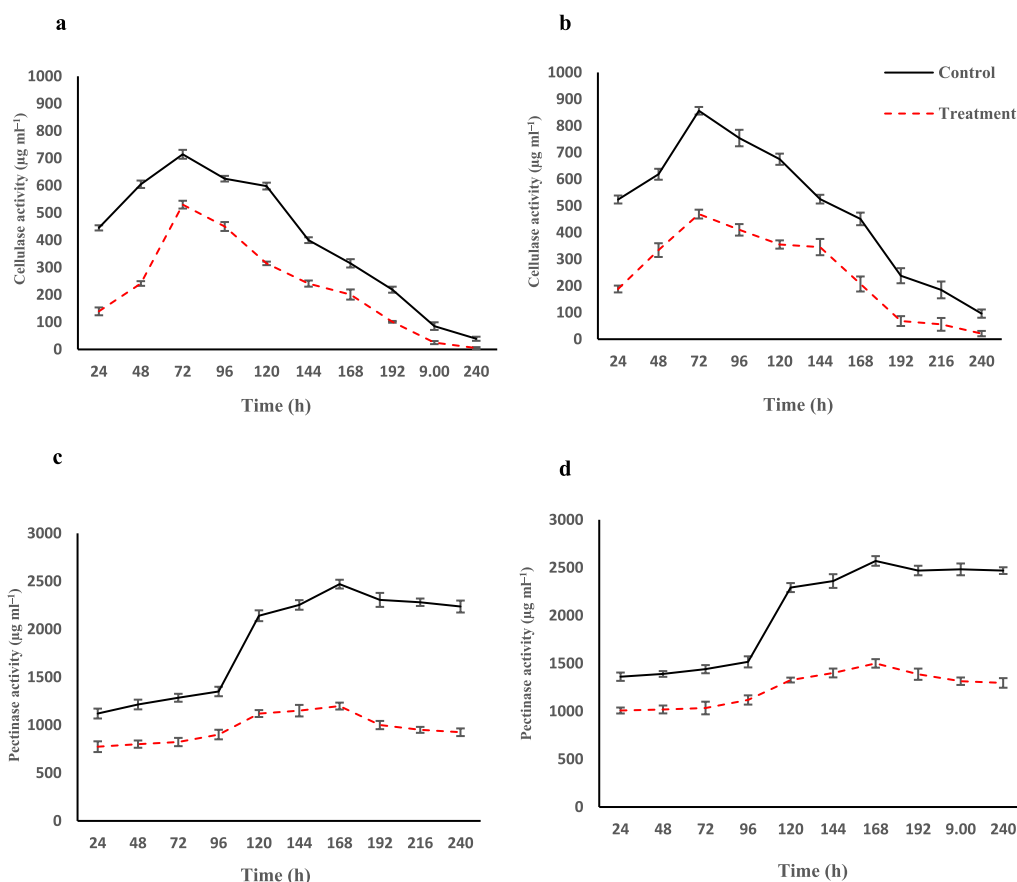 a
Cellulase activity (µg ml⁻¹)
1000
900
800
700
600
500
400
300
200
100
0
24 48 72 96 120 144 168 192 9.00 240
Time (h)
b
Control
Treatment
Cellulase activity (µg ml⁻¹)
1000
900
800
700
600
500
400
300
200
100
0
24 48 72 96 120 144 168 192 216 240
Time (h)
c
Pectinase activity (µg ml⁻¹)
3000
2500
2000
1500
1000
500
0
24 48 72 96 120 144 168 192 216 240
Time (h)
d
Pectinase activity (µg ml⁻¹)
3000
2500
2000
1500
1000
500
0
24 48 72 96 120 144 168 192 9.00 240
Time (h)